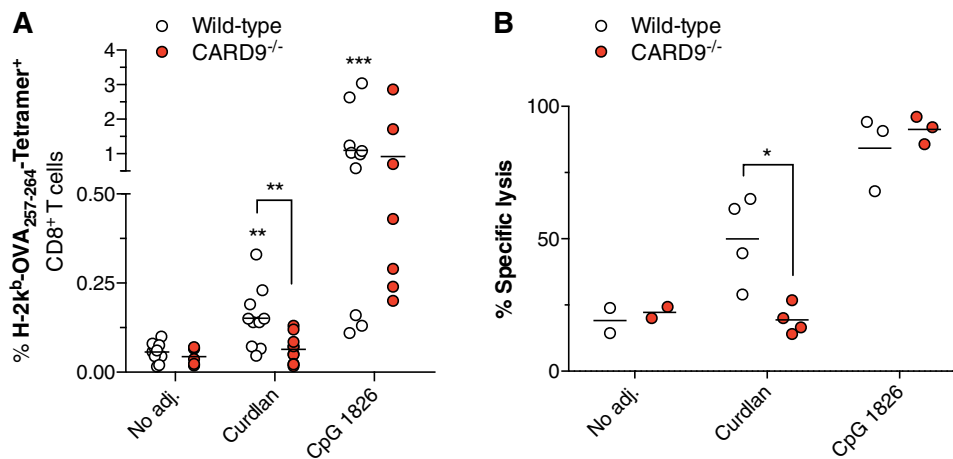 A
Wild-type
CARD9-/-
% H-2kb-OVA257-264-Tetramer+
CD8+ T cells
4
3
2
1
0.50
0.25
0.00
***
**
**
No adj.
Curdlan
CpG 1826
B
Wild-type
CARD9-/-
% Specific lysis
100
50
0
*
No adj.
Curdlan
CpG 1826